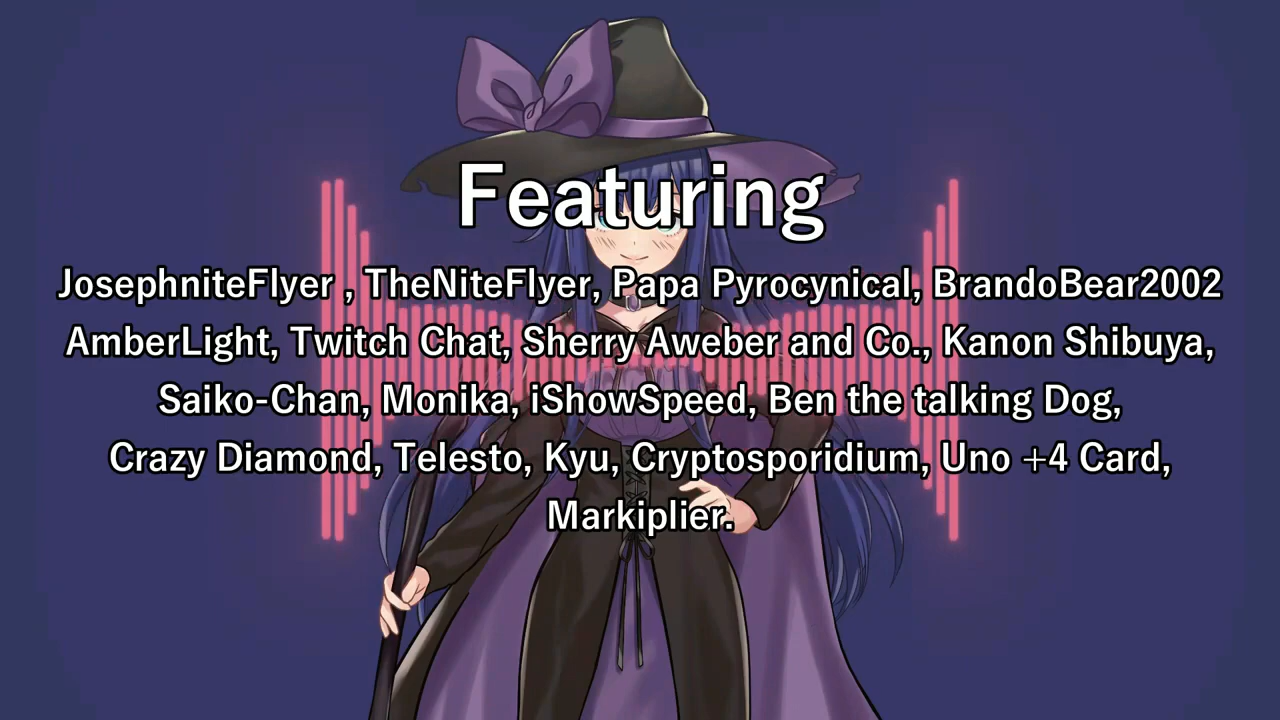 Featuring
JosephniteFlyer , TheNiteFlyer, Papa Pyrocynical, BrandoBear2002
AmberLight, Twitch Chat, Sherry Aweber and Co., Kanon Shibuya,
Saiko-Chan, Monika, iShowSpeed, Ben the talking Dog,
Crazy Diamond, Telesto, Kyu, Cryptosporidium, Uno +4 Card,
Markiplier.